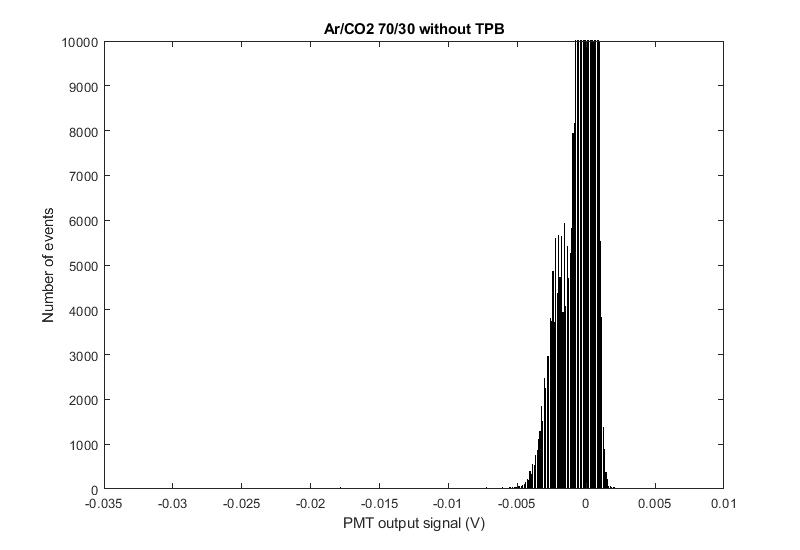 Ar/CO2 70/30 without TPB
10000
9000
8000
7000
6000
5000
4000
3000
2000
1000
0
Number of events
-0.035 -0.03 -0.025 -0.02 -0.015 -0.01 -0.005 0 0.005 0.01
PMT output signal (V)